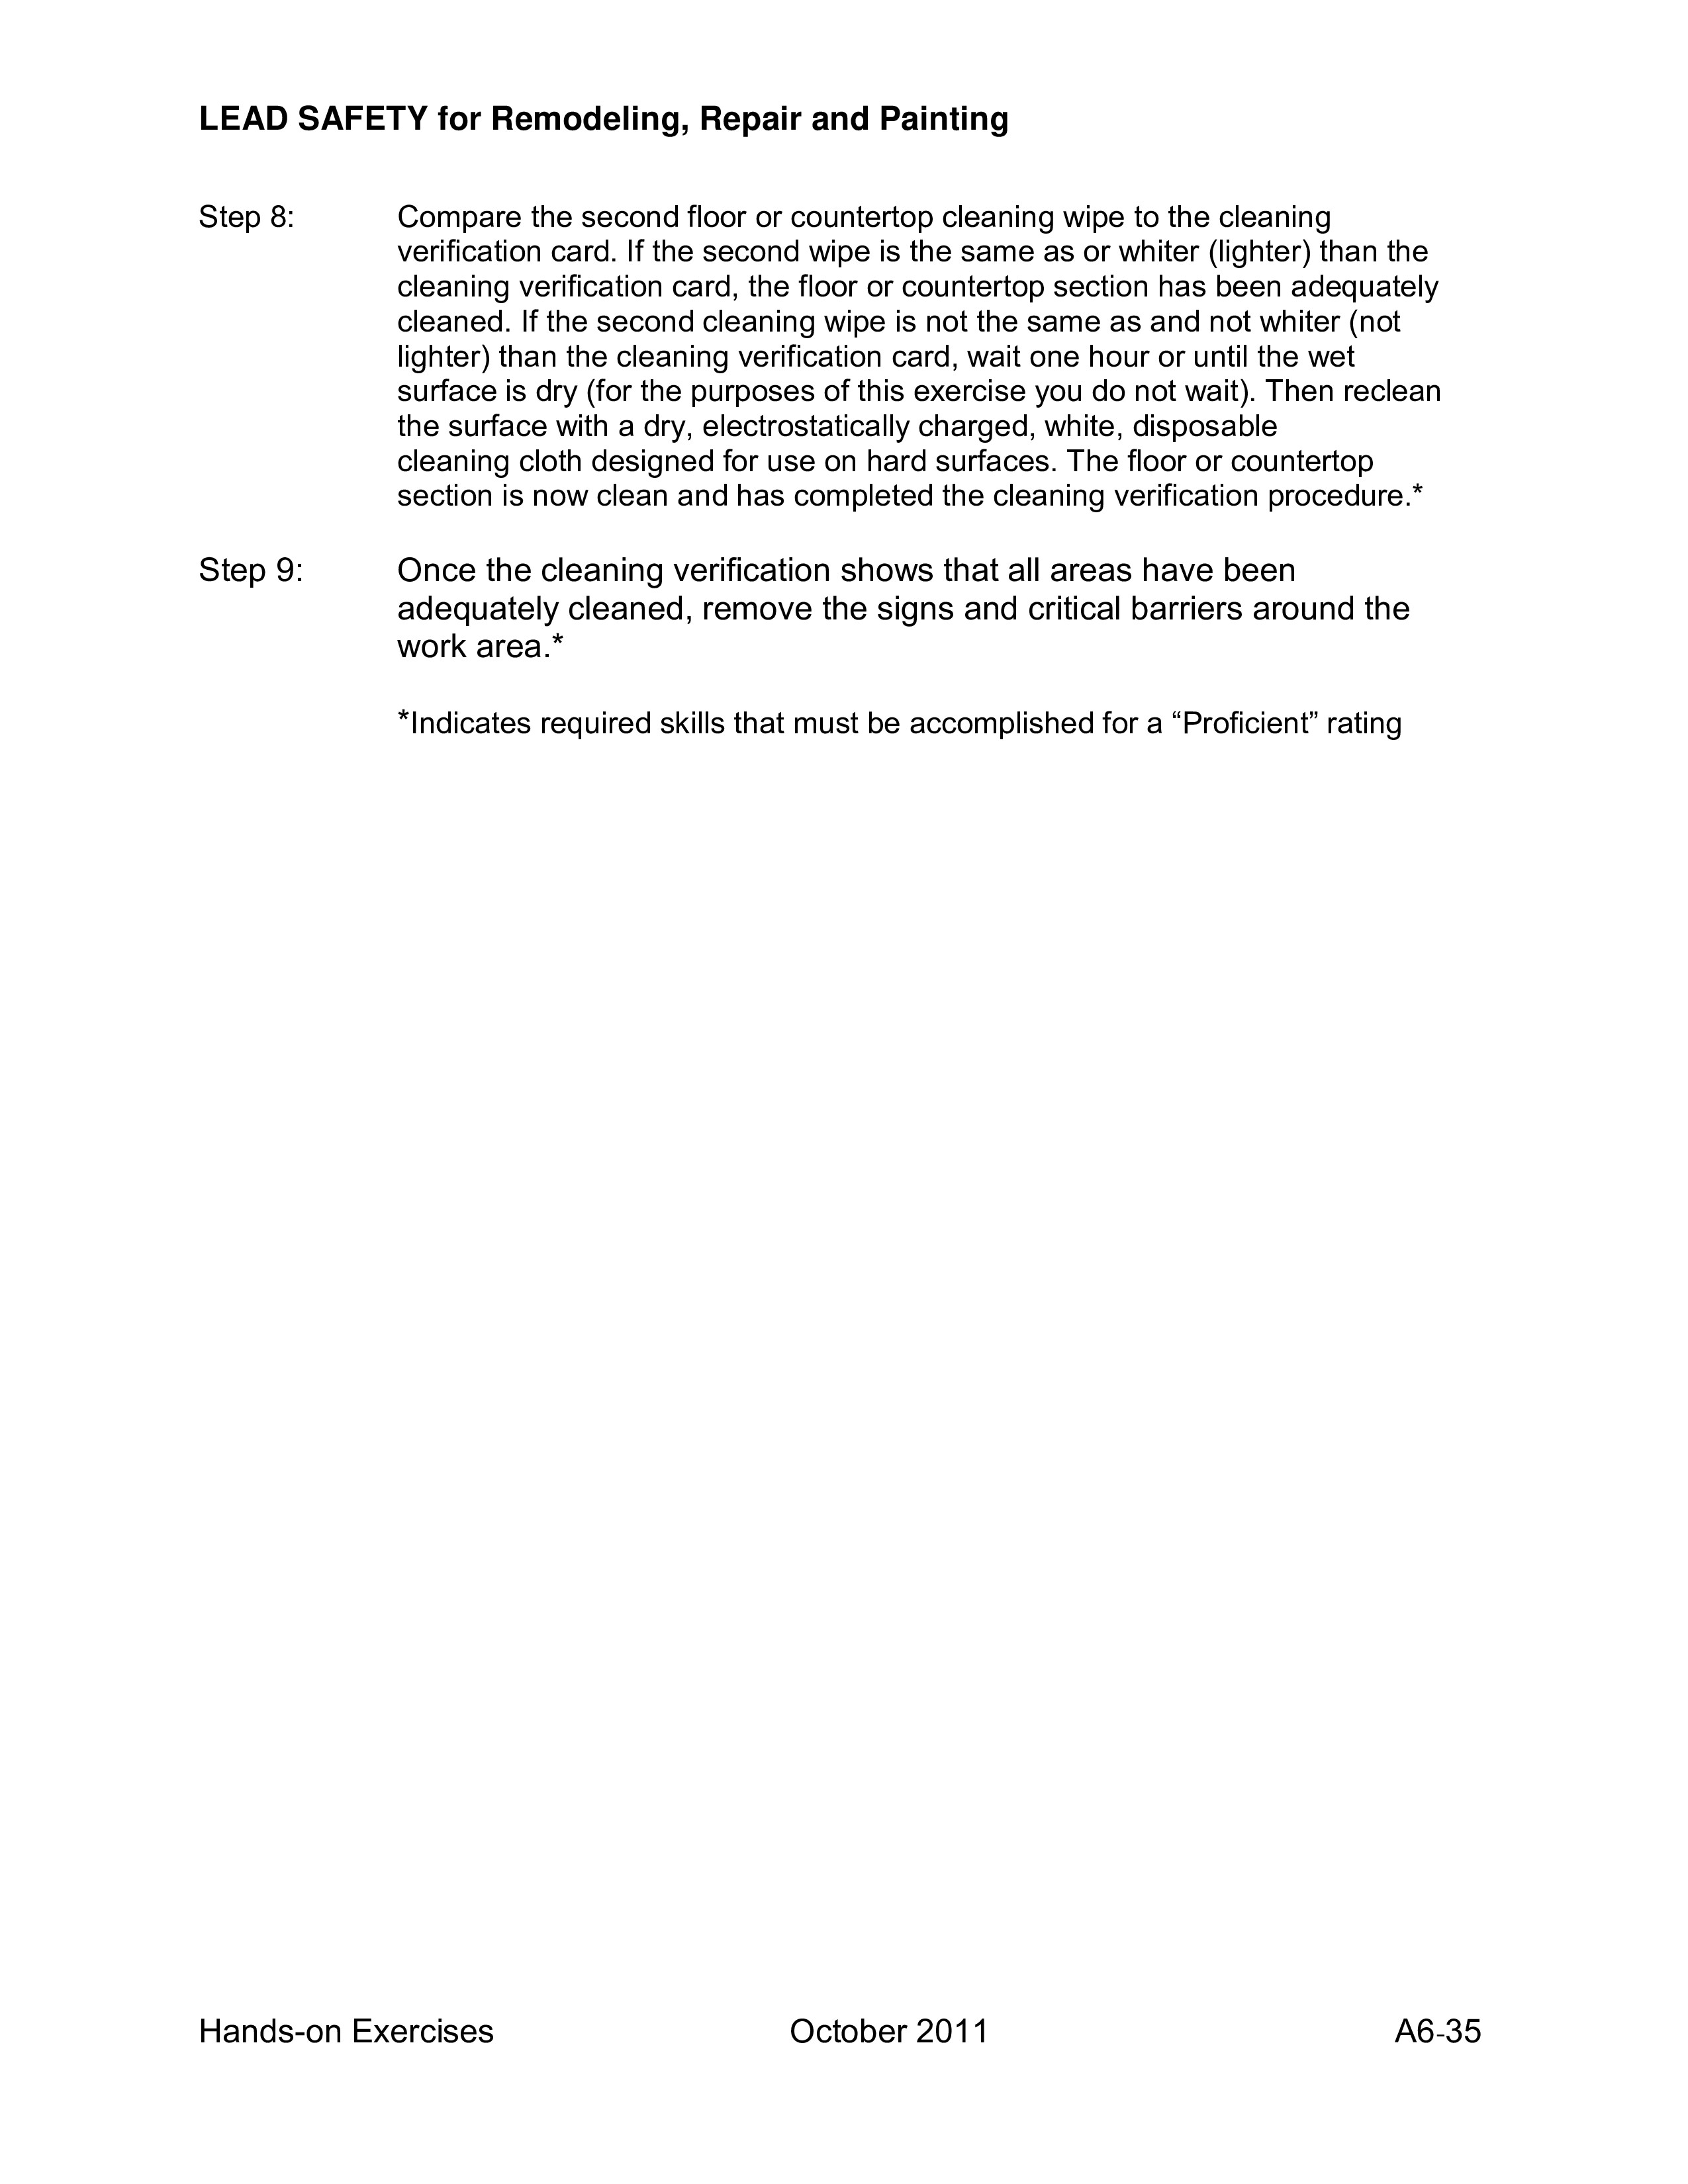 LEAD SAFETY for Remodeling, Repair and Painting
Step 8: Compare the second floor or countertop cleaning wipe to the cleaning
verification card. If the second wipe is the same as or whiter (lighter) than the
cleaning verification card, the floor or countertop section has been adequately
cleaned. If the second cleaning wipe is not the same as and not whiter (not
lighter) than the cleaning verification card, wait one hour or until the wet
surface is dry (for the purposes of this exercise you do not wait). Then reclean
the surface with a dry, electrostatically charged, white, disposable
cleaning cloth designed for use on hard surfaces. The floor or countertop
section is now clean and has completed the cleaning verification procedure.*
Step 9: Once the cleaning verification shows that all areas have been
adequately cleaned, remove the signs and critical barriers around the
work area.*
*Indicates required skills that must be accomplished for a “Proficient” rating
Hands-on Exercises October 2011 A6-35